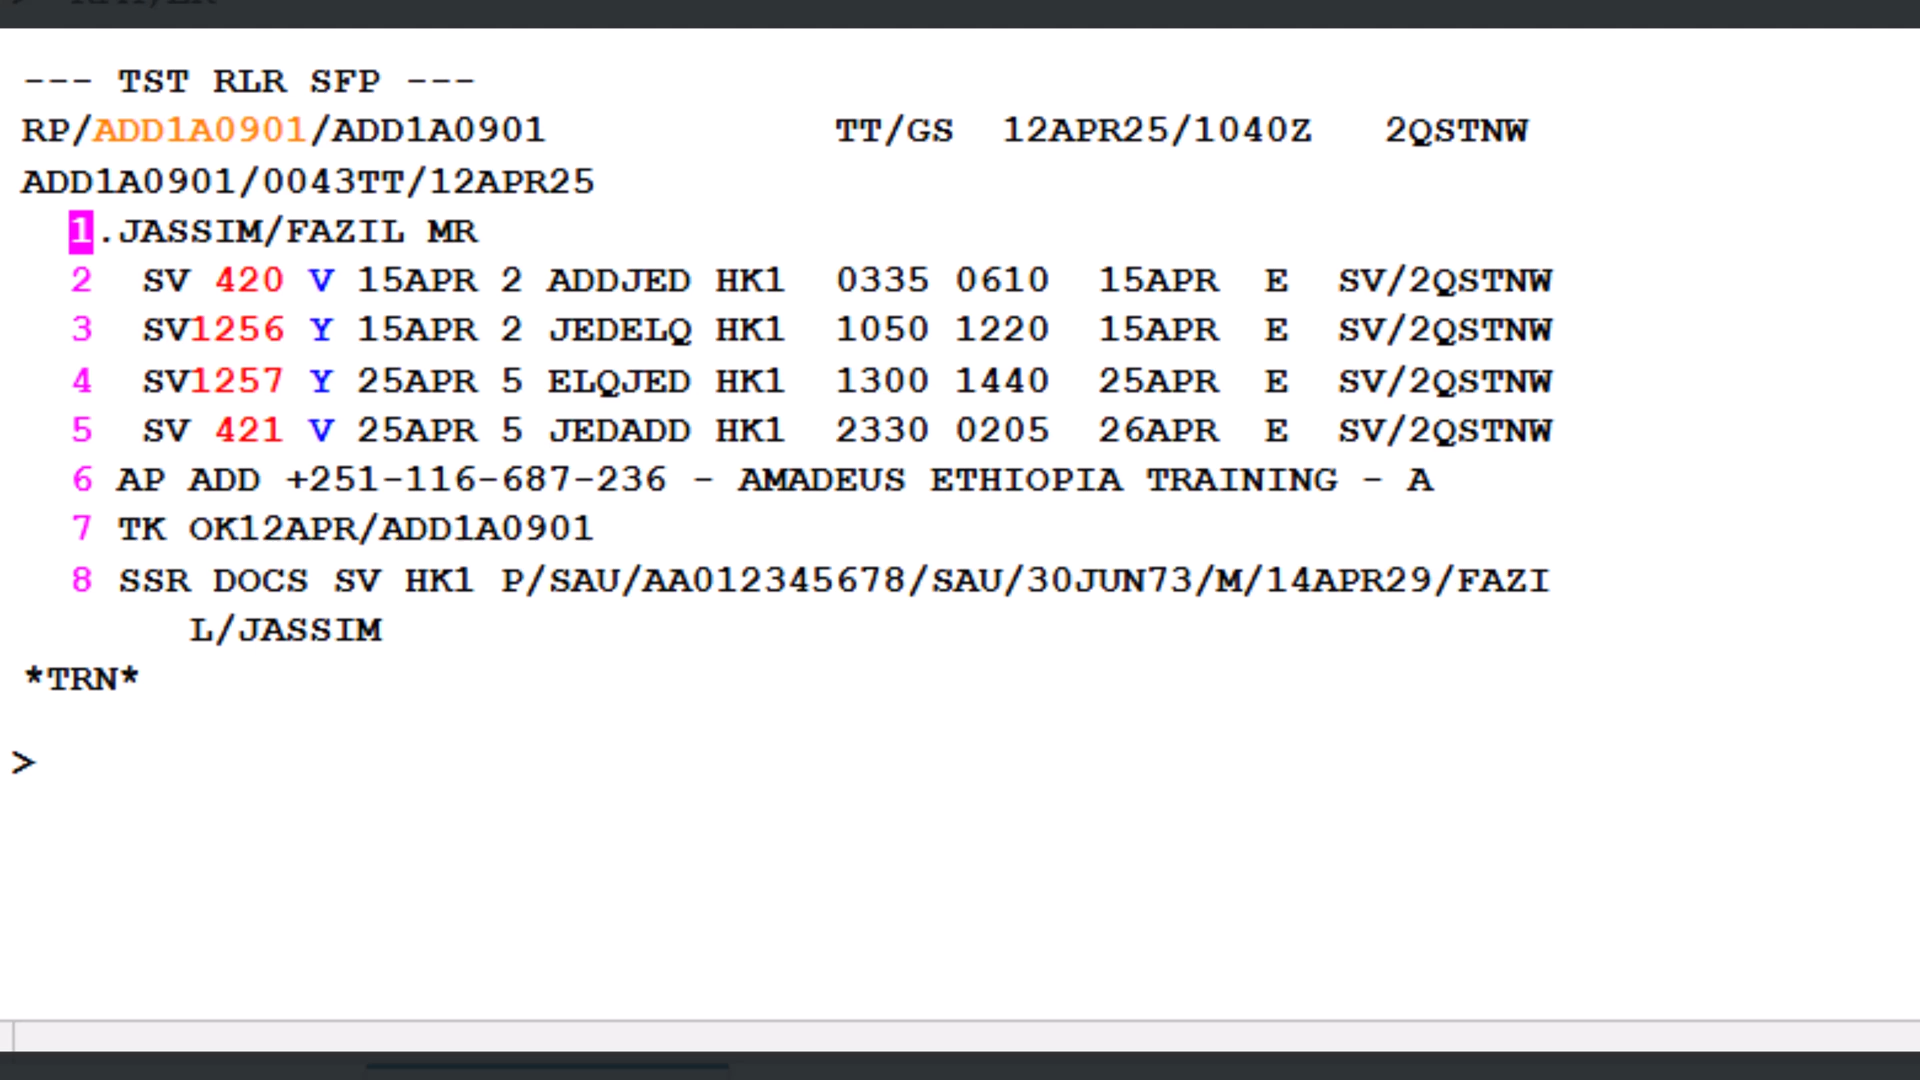 --- TST RLR SFP ---
RP/ADD1A0901/ADD1A0901 TT/GS 12APR25/1040Z 2QSTNW
ADD1A0901/0043TT/12APR25
1.JASSIM/FAZIL MR
2 SV 420 V 15APR 2 ADDJED HK1 0335 0610 15APR E SV/2QSTNW
3 SV1256 Y 15APR 2 JEDELQ HK1 1050 1220 15APR E SV/2QSTNW
4 SV1257 Y 25APR 5 ELQJED HK1 1300 1440 25APR E SV/2QSTNW
5 SV 421 V 25APR 5 JEDADD HK1 2330 0205 26APR E SV/2QSTNW
6 AP ADD +251-116-687-236 - AMADEUS ETHIOPIA TRAINING - A
7 TK OK12APR/ADD1A0901
8 SSR DOCS SV HK1 P/SAU/AA012345678/SAU/30JUN73/M/14APR29/FAZI
L/JASSIM
*TRN*
>